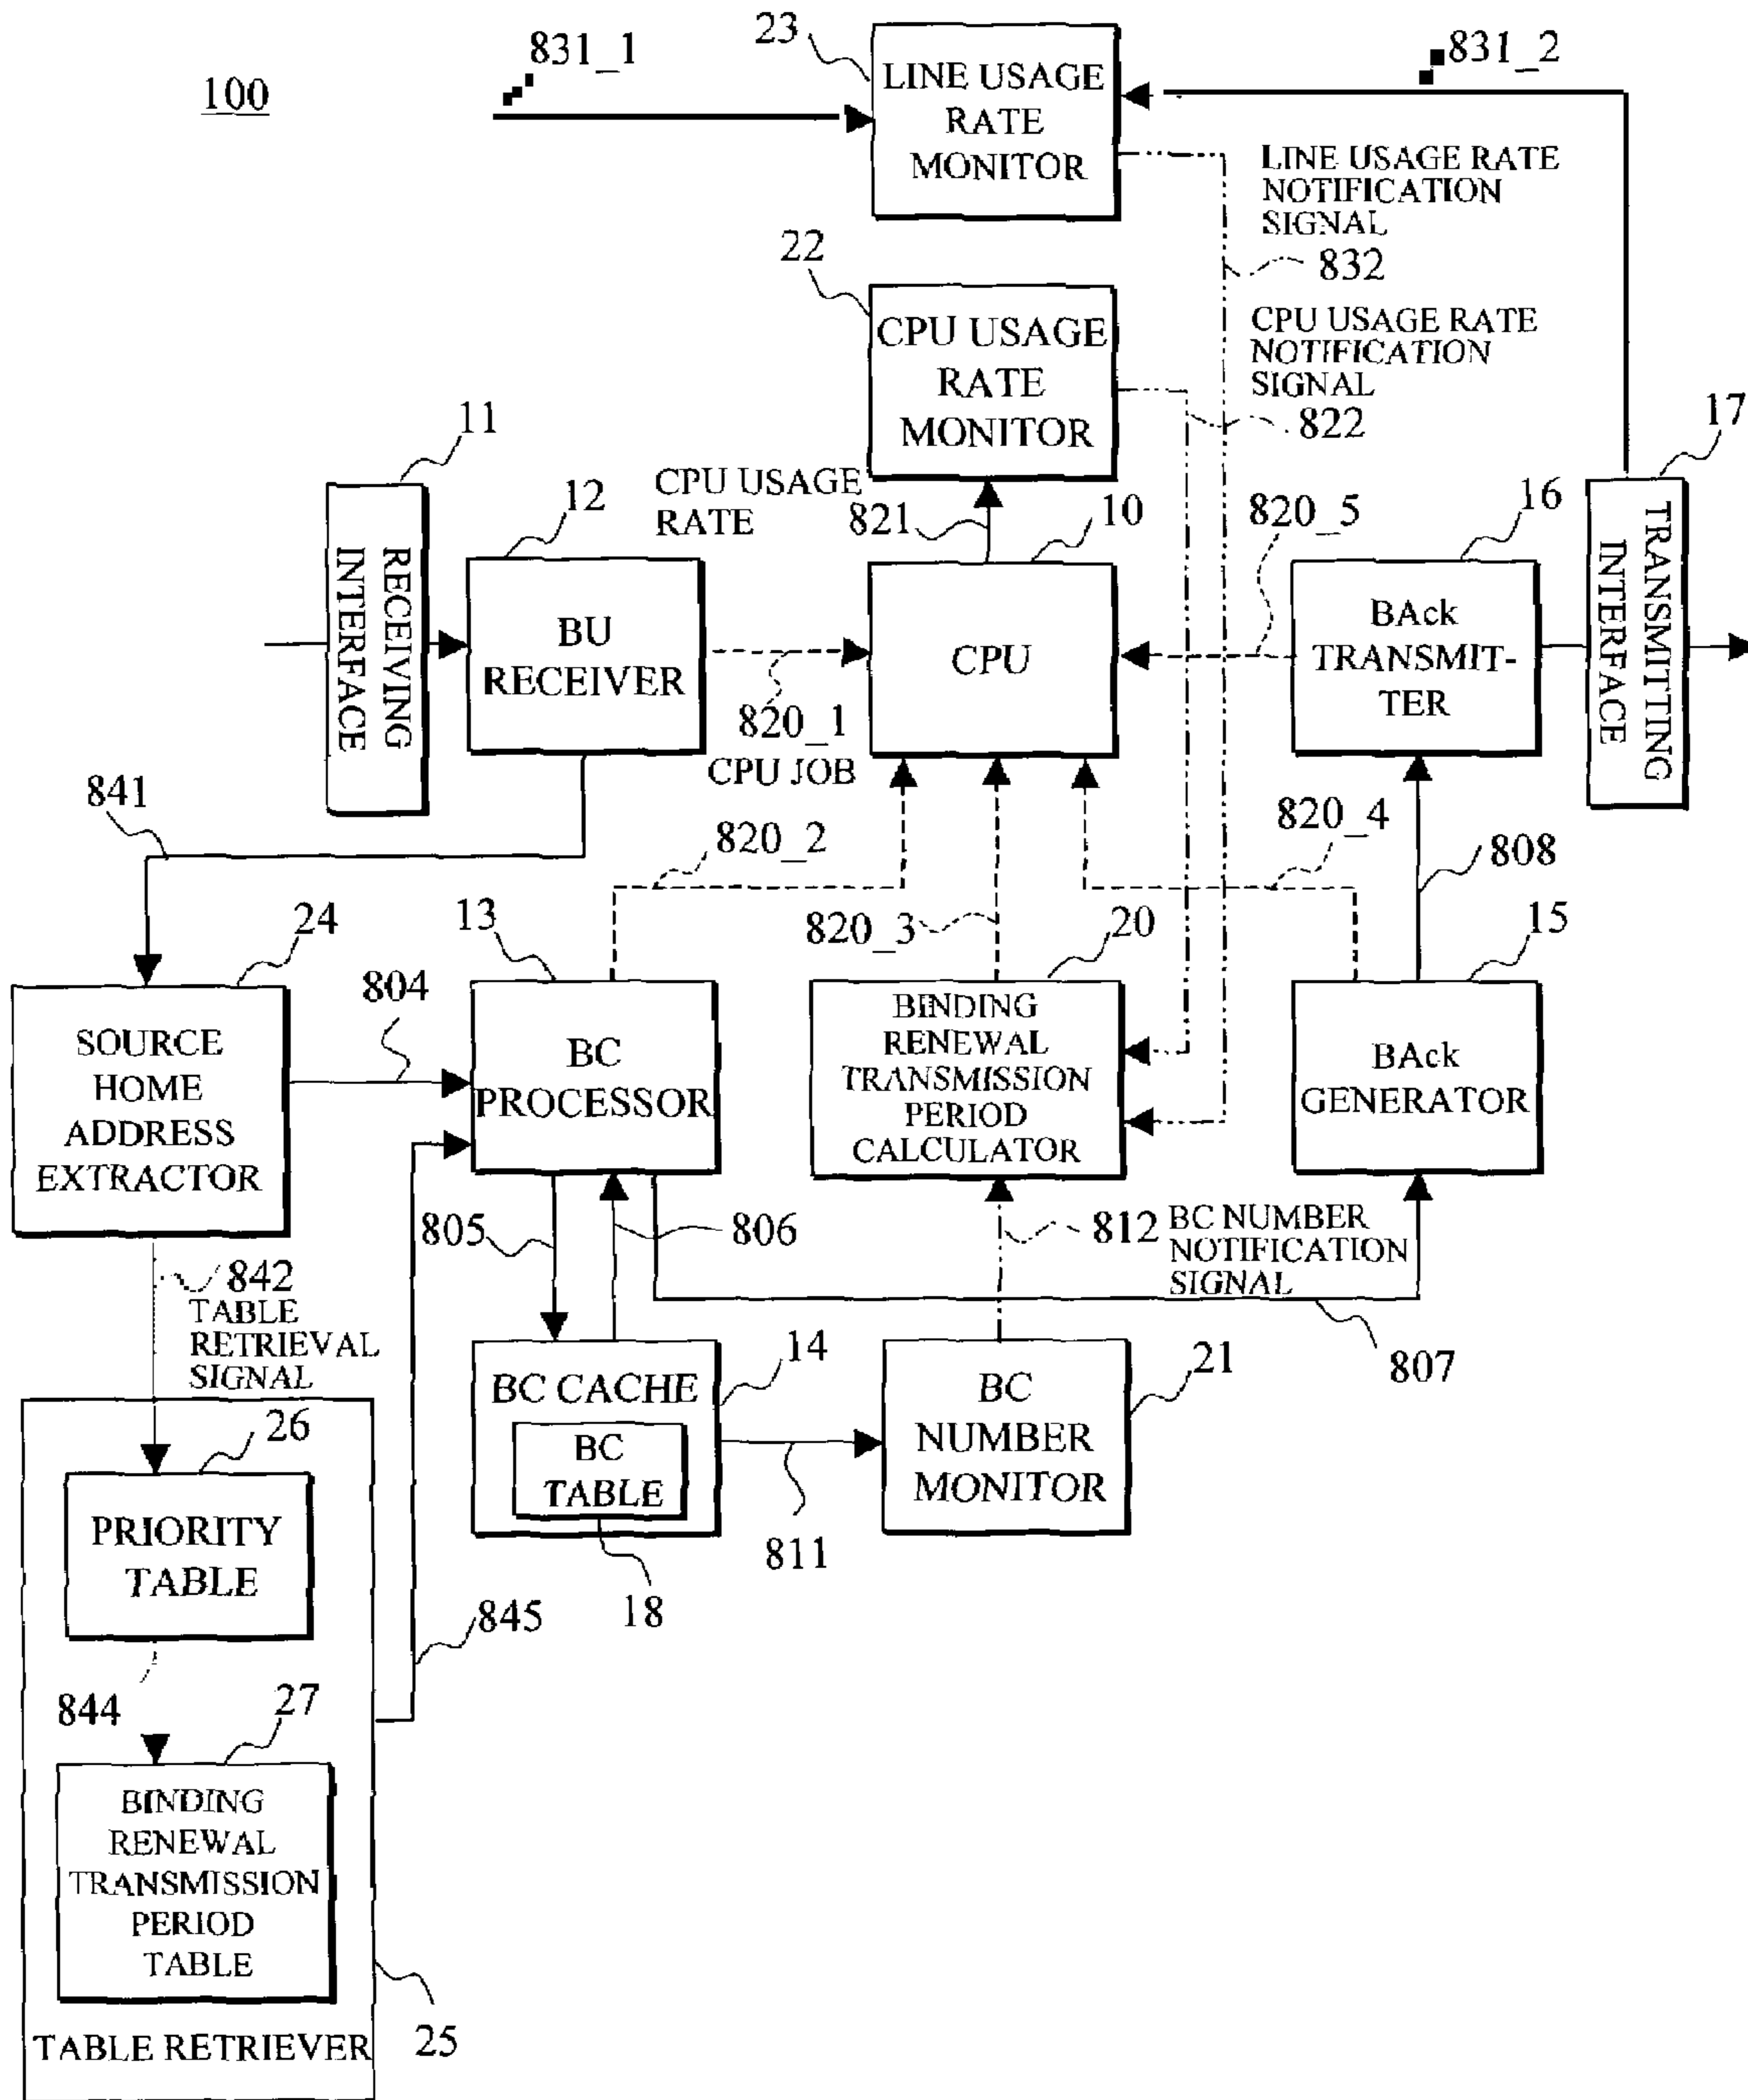 100
831_1
23
LINE USAGE
RATE
MONITOR
831_2
LINE USAGE RATE
NOTIFICATION
SIGNAL
832
22
CPU USAGE
RATE
MONITOR
CPU USAGE RATE
NOTIFICATION
SIGNAL
822
11
RECEIVING
INTERFACE
12
BU
RECEIVER
CPU USAGE
RATE
821
10
CPU
820_5
16
BAck
TRANSMIT-
TER
17
TRANSMITTING
INTERFACE
820_1
CPU JOB
841
820_2
820_3
820_4
808
24
SOURCE
HOME
ADDRESS
EXTRACTOR
804
13
BC
PROCESSOR
20
BINDING
RENEWAL
TRANSMISSION
PERIOD
CALCULATOR
15
BAck
GENERATOR
805
806
812
BC NUMBER
NOTIFICATION
SIGNAL
842
TABLE
RETRIEVAL
SIGNAL
807
14
BC CACHE
BC
TABLE
18
811
21
BC
NUMBER
MONITOR
26
PRIORITY
TABLE
845
844
27
BINDING
RENEWAL
TRANSMISSION
PERIOD
TABLE
TABLE RETRIEVER
25